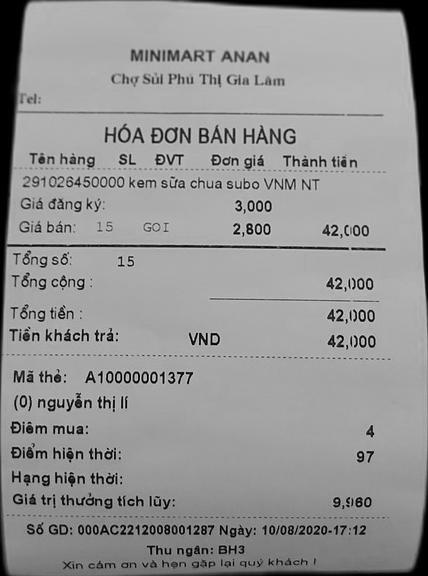 MINIMART ANAN
Chợ Sủi Phú Thị Gia Lâm
Tel:
HÓA ĐƠN BÁN HÀNG
Tên hàng SL ĐVT Đơn giá Thành tiền
291026450000 kem sữa chua subo VNM NT
Giá đăng ký: 3,000
Giá bán: 15 GOI 2,800 42,000
Tổng số: 15
Tổng cộng : 42,000
Tổng tiền : 42,000
Tiền khách trả: VND 42,000
Mã thẻ: A10000001377
(0) nguyễn thị lí
Điêm mua: 4
Điểm hiện thời: 97
Hạng hiện thời:
Giá trị thưởng tích lũy: 9,960
Số GD: 000AC2212008001287 Ngày: 10/08/2020-17:12
Thu ngân: BH3
Xin cảm ơn và hẹn gặp lại quý khách !